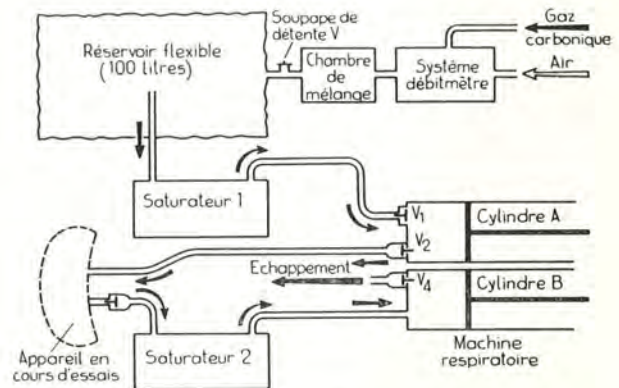 Gaz
carbonique
Air
Soupape de
détente V
Réservoir flexible
(100 litres)
Chambre
de
mélange
Système
débitmètre
Saturateur 1
V1
V2
Cylindre A
Echappement
V4
Cylindre B
Appareil en
cours d'essais
Saturateur 2
Machine
respiratoire